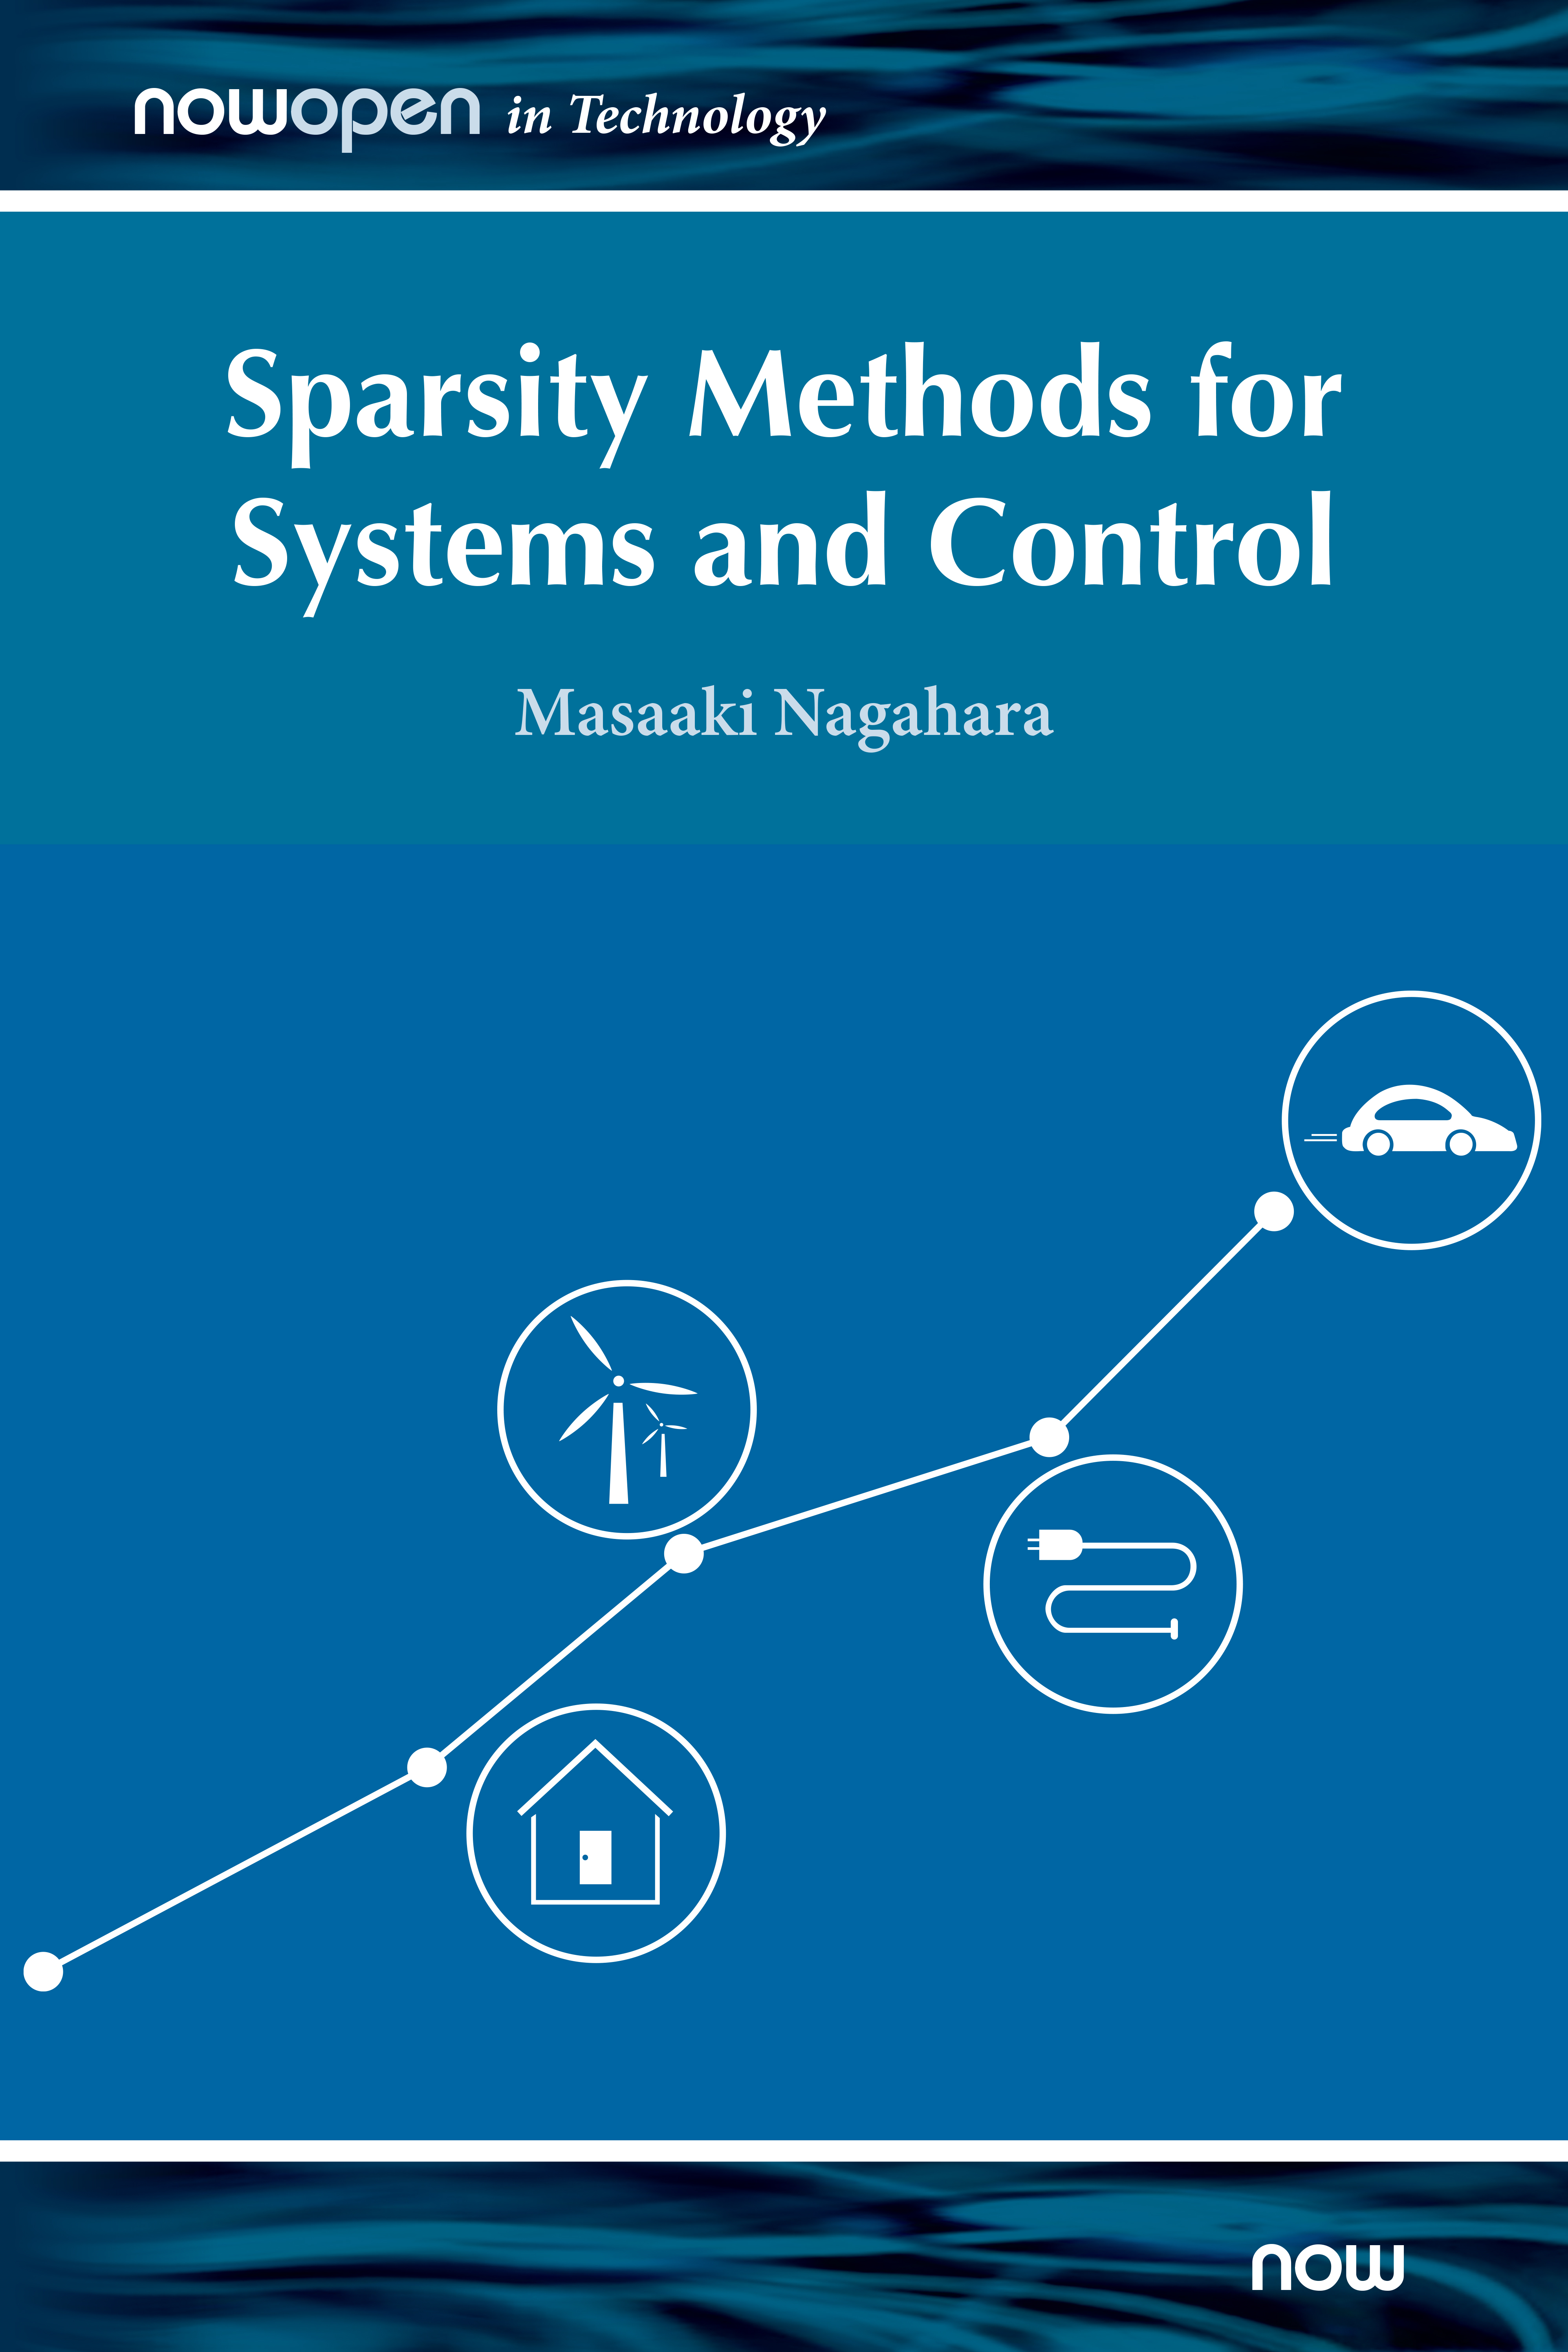 nowopen in Technology
Sparsity Methods for
Systems and Control
Masaaki Nagahara
now